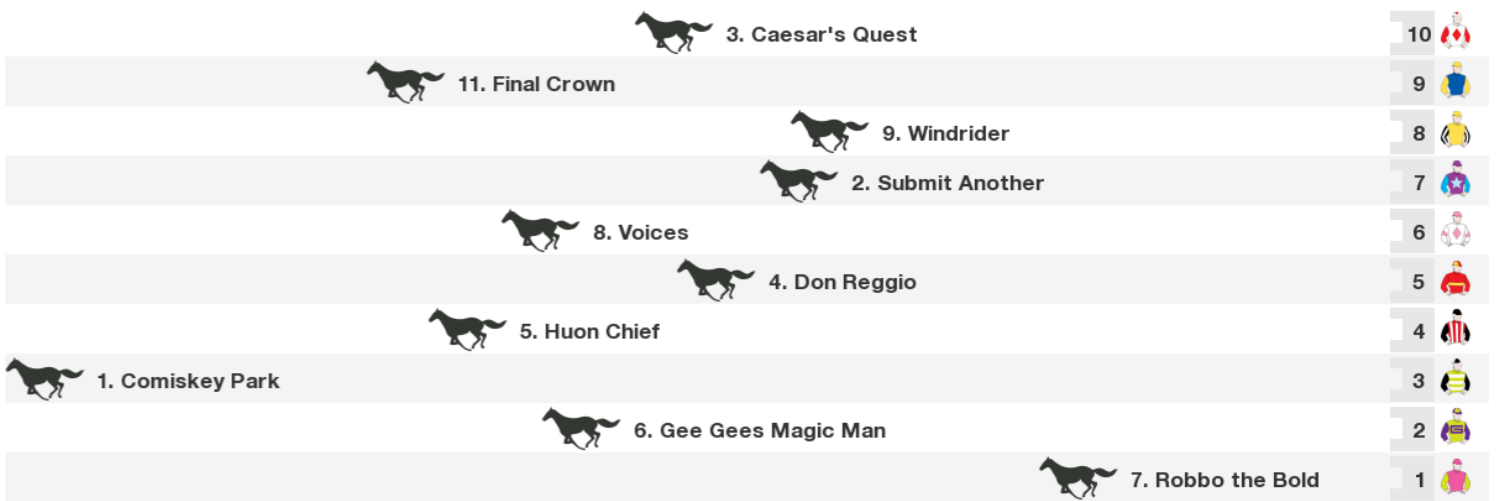 3. Caesar's Quest 10
11. Final Crown 9
9. Windrider 8
2. Submit Another 7
8. Voices 6
4. Don Reggio 5
5. Huon Chief 4
1. Comiskey Park 3
6. Gee Gees Magic Man 2
7. Robbo the Bold 1